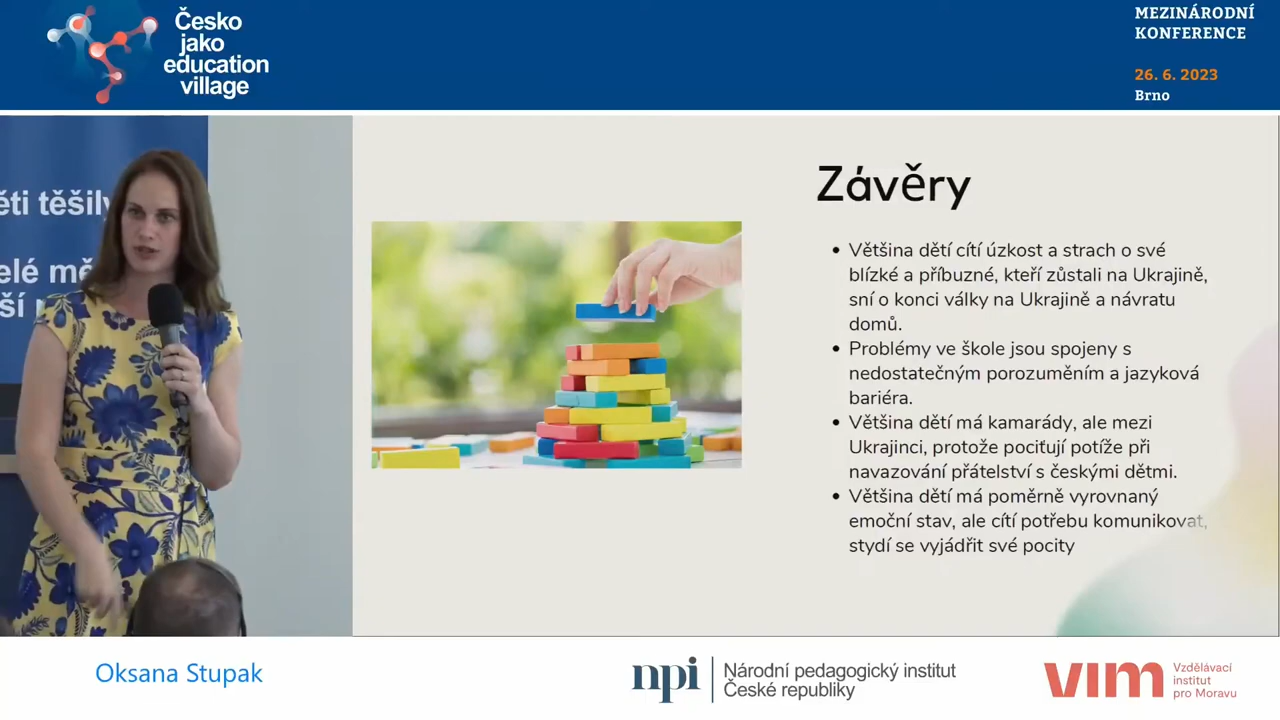 Česko
jako
education
village
MEZINÁRODNÍ
KONFERENCE
26. 6. 2023
Brno
ěti těšily
elé mě
ší
Závěry
• Většina dětí cítí úzkost a strach o své
blízké a příbuzné, kteří zůstali na Ukrajině,
sní o konci války na Ukrajině a návratu
domů.
• Problémy ve škole jsou spojeny s
nedostatečným porozuměním a jazyková
bariéra.
• Většina dětí má kamarády, ale mezi
Ukrajinci, protože pociťují potíže při
navazování přátelství s českými dětmi.
• Většina dětí má poměrně vyrovnaný
emoční stav, ale cítí potřebu komunikovat,
stydí se vyjádřit své pocity
Oksana Stupak
npi
Národní pedagogický institut
České republiky
vim
Vzdělávací
institut
pro Moravu